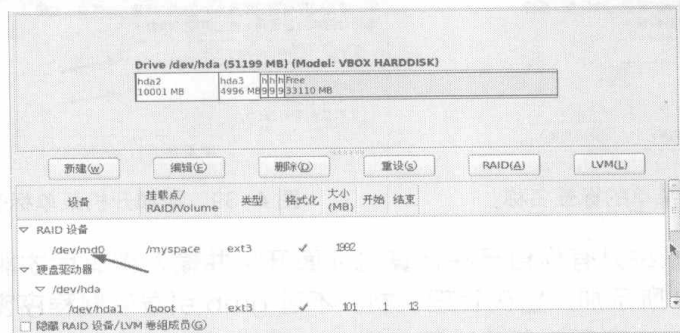 Drive /dev/hda (51199 MB) (Model: VBOX HARDDISK)
hda2 hda3 h h h Free
10001 MB 4996 MB 9 9 9 33110 MB
新建(w) 编辑(E) 删除(D) 重设(S) RAID(A) LVM(L)
设备 挂载点/RAID/Volume 类型 格式化 大小(MB) 开始 结束
RAID 设备
/dev/md0 /myspace ext3 ✓ 1992
硬盘驱动器
/dev/hda
/dev/hda1 /boot ext3 ✓ 101 1 13
隐藏 RAID 设备/LVM 卷组成员(G)